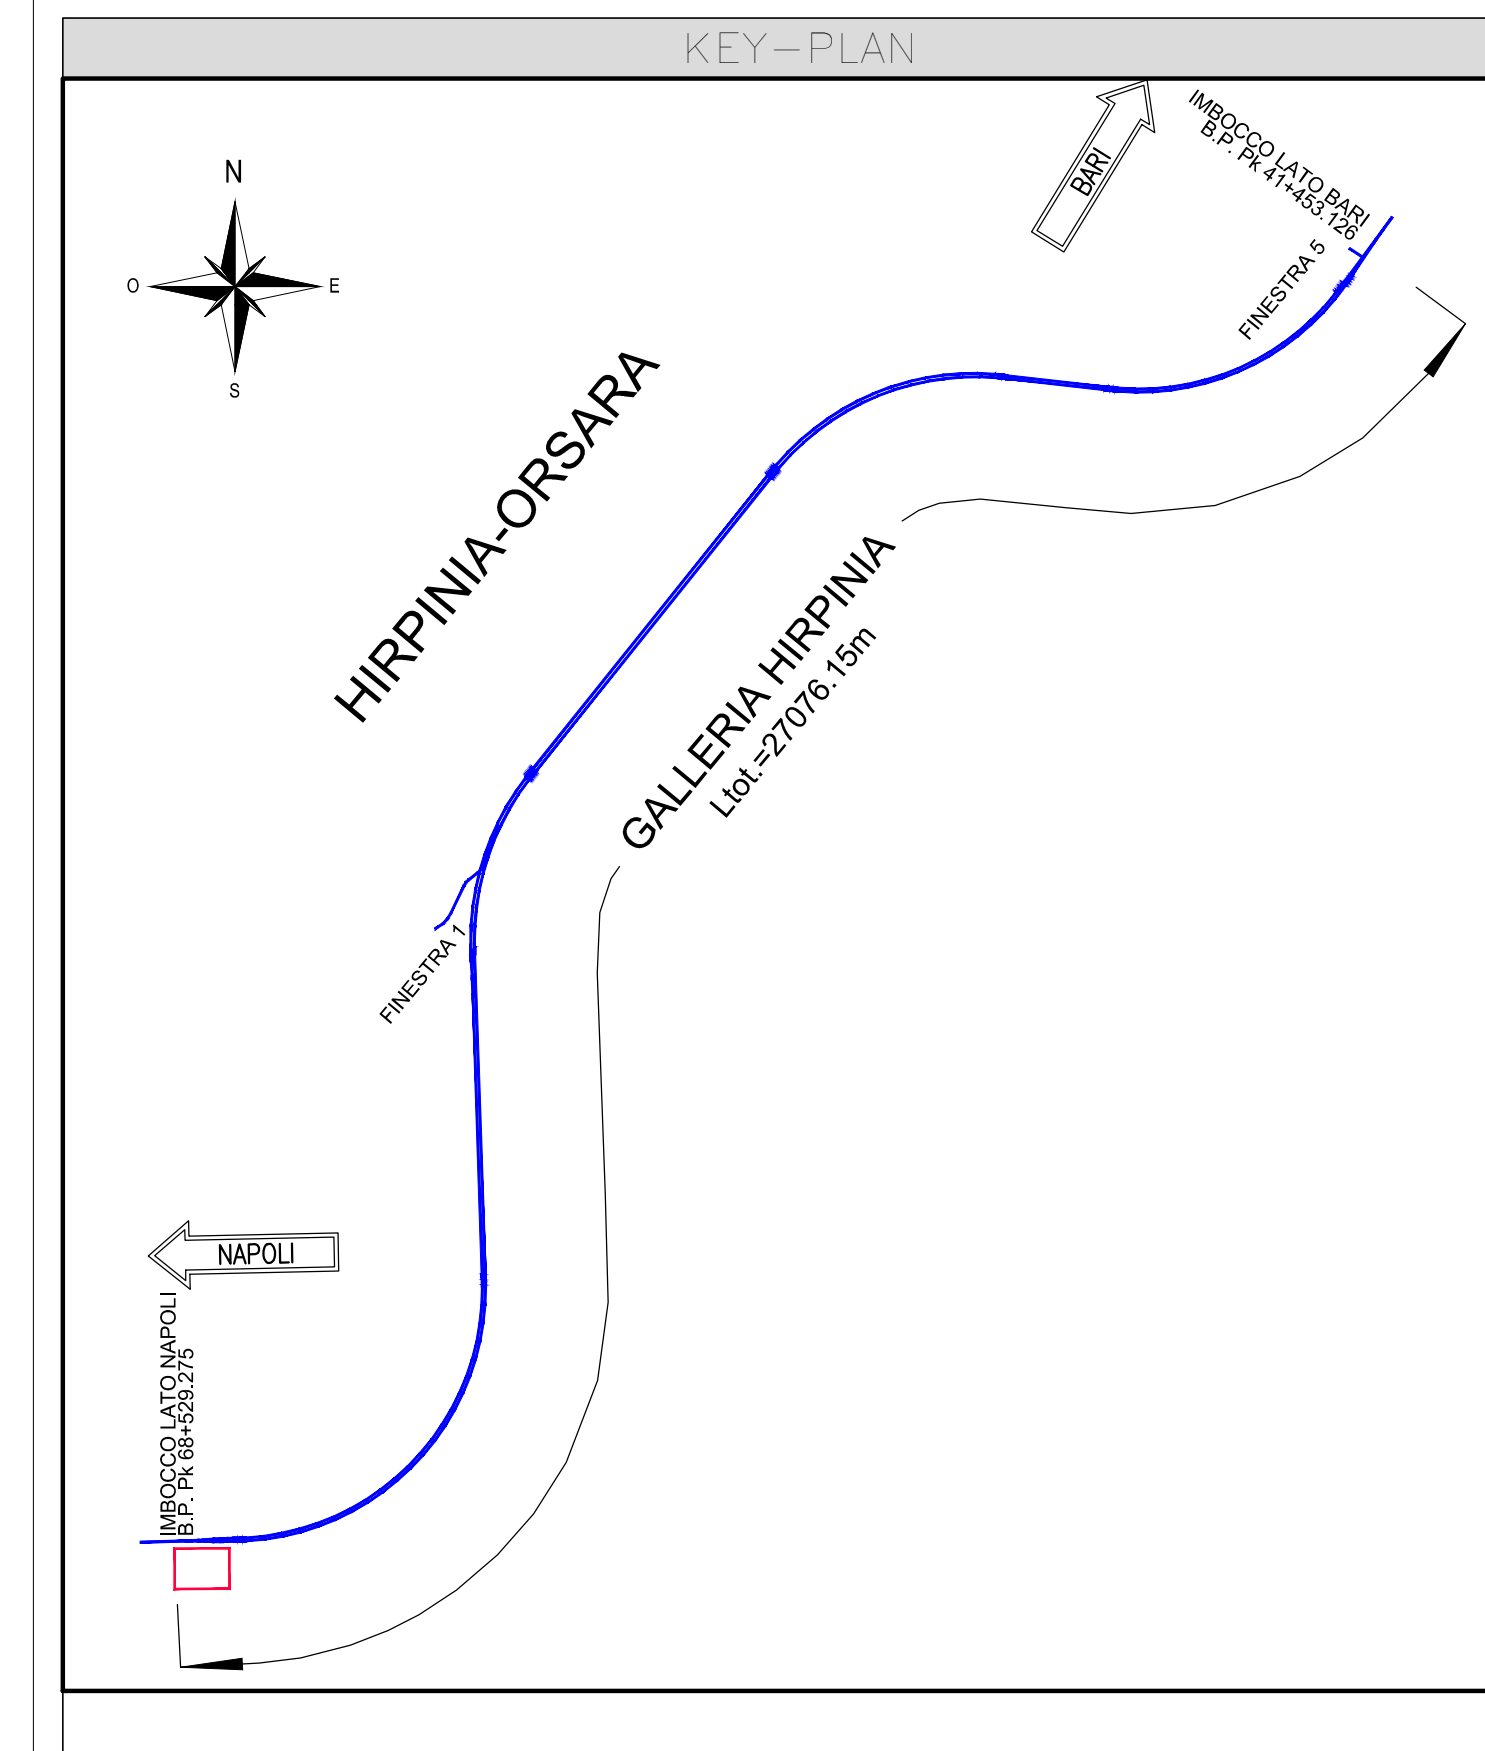 KEY-PLAN
BARI
IMBOCCO LATO BARI
B.P. Pk 41+453.126
N
O
E
S
FINESTRA 5
HIRPINIA-ORSARA
GALLERIA HIRPINIA
Ltot.=27076.15m
FINESTRA 1
NAPOLI
IMBOCCO LATO NAPOLI
B.P. Pk 68+529.275